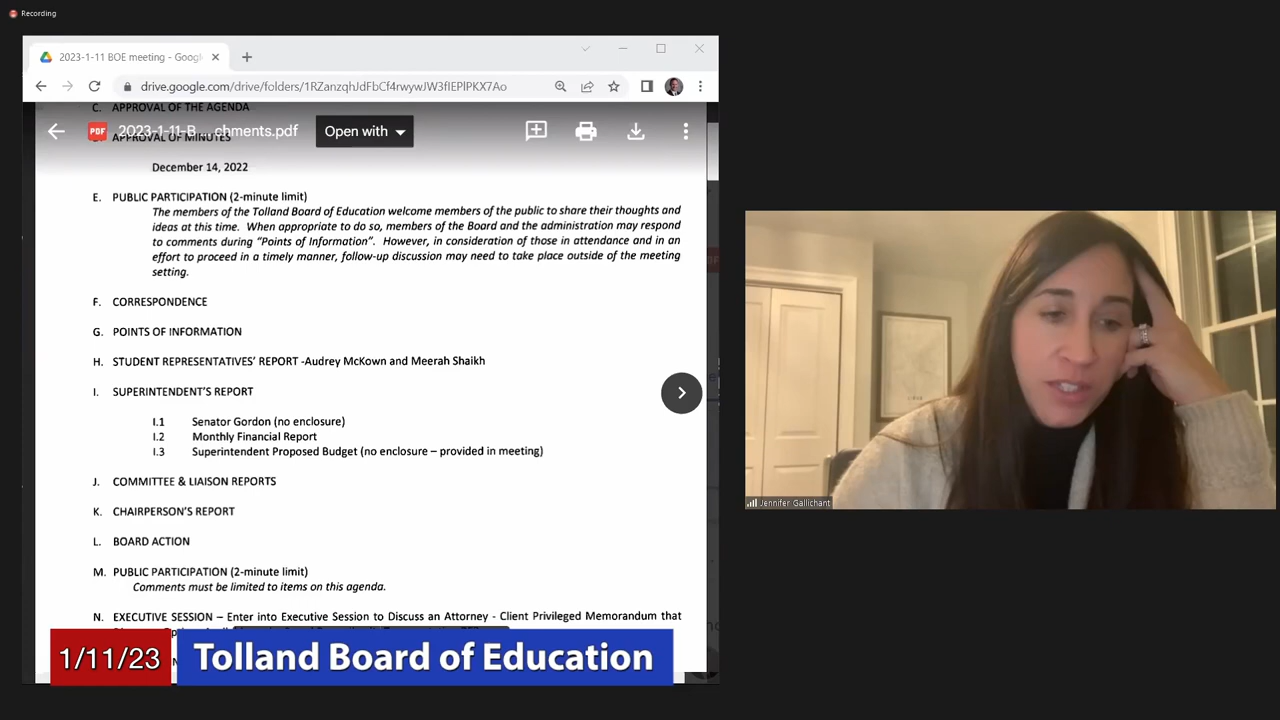 Recording
2023-1-11 BOE meeting - Goog
drive.google.com/drive/folders/1RZanzqhJdFbCf4rwywJW3fIEPlPKX7Ao
C. APPROVAL OF THE AGENDA
PDF 2023-1-11-B ... chments.pdf Open with
APPROVAL OF MINUTES
December 14, 2022
E. PUBLIC PARTICIPATION (2-minute limit)
The members of the Tolland Board of Education welcome members of the public to share their thoughts and
ideas at this time. When appropriate to do so, members of the Board and the administration may respond
to comments during “Points of Information”. However, in consideration of those in attendance and in an
effort to proceed in a timely manner, follow-up discussion may need to take place outside of the meeting
setting.
F. CORRESPONDENCE
G. POINTS OF INFORMATION
H. STUDENT REPRESENTATIVES’ REPORT -Audrey McKown and Meerah Shaikh
I. SUPERINTENDENT’S REPORT
I.1 Senator Gordon (no enclosure)
I.2 Monthly Financial Report
I.3 Superintendent Proposed Budget (no enclosure – provided in meeting)
J. COMMITTEE & LIAISON REPORTS
K. CHAIRPERSON’S REPORT
L. BOARD ACTION
M. PUBLIC PARTICIPATION (2-minute limit)
Comments must be limited to items on this agenda.
N. EXECUTIVE SESSION – Enter into Executive Session to Discuss an Attorney - Client Privileged Memorandum that
1/11/23 Tolland Board of Education
Jennifer Gallichant